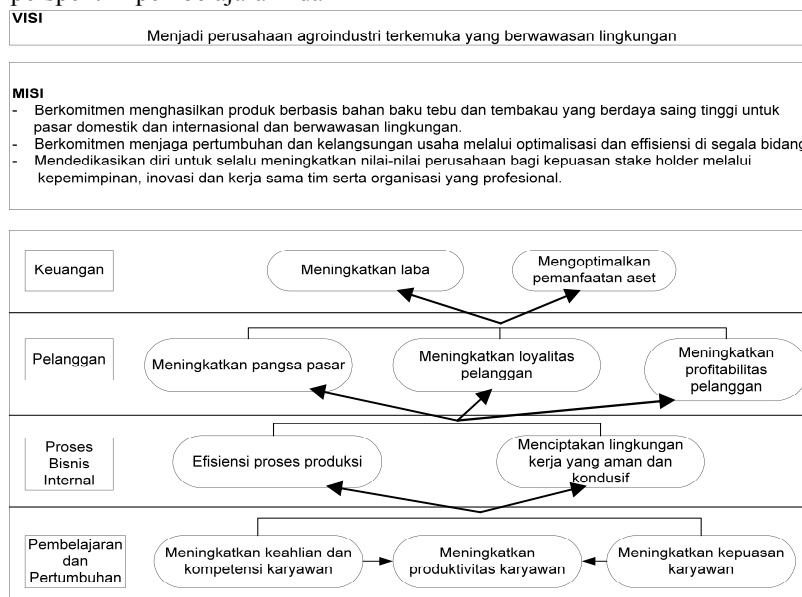 VISI
Menjadi perusahaan agroindustri terkemuka yang berwawasan lingkungan
MISI
- Berkomitmen menghasilkan produk berbasis bahan baku tebu dan tembakau yang berdaya saing tinggi untuk
pasar domestik dan internasional dan berwawasan lingkungan.
- Berkomitmen menjaga pertumbuhan dan kelangsungan usaha melalui optimalisasi dan effisiensi di segala bidang
- Mendedikasikan diri untuk selalu meningkatkan nilai-nilai perusahaan bagi kepuasan stake holder melalui
kepemimpinan, inovasi dan kerja sama tim serta organisasi yang profesional.
Keuangan
Meningkatkan laba
Mengoptimalkan
pemanfaatan aset
Pelanggan
Meningkatkan pangsa pasar
Meningkatkan loyalitas
pelanggan
Meningkatkan
profitabilitas
pelanggan
Proses
Bisnis
Internal
Efisiensi proses produksi
Menciptakan lingkungan
kerja yang aman dan
kondusif
Pembelajaran
dan
Pertumbuhan
Meningkatkan keahlian dan
kompetensi karyawan
Meningkatkan
produktivitas karyawan
Meningkatkan kepuasan
karyawan